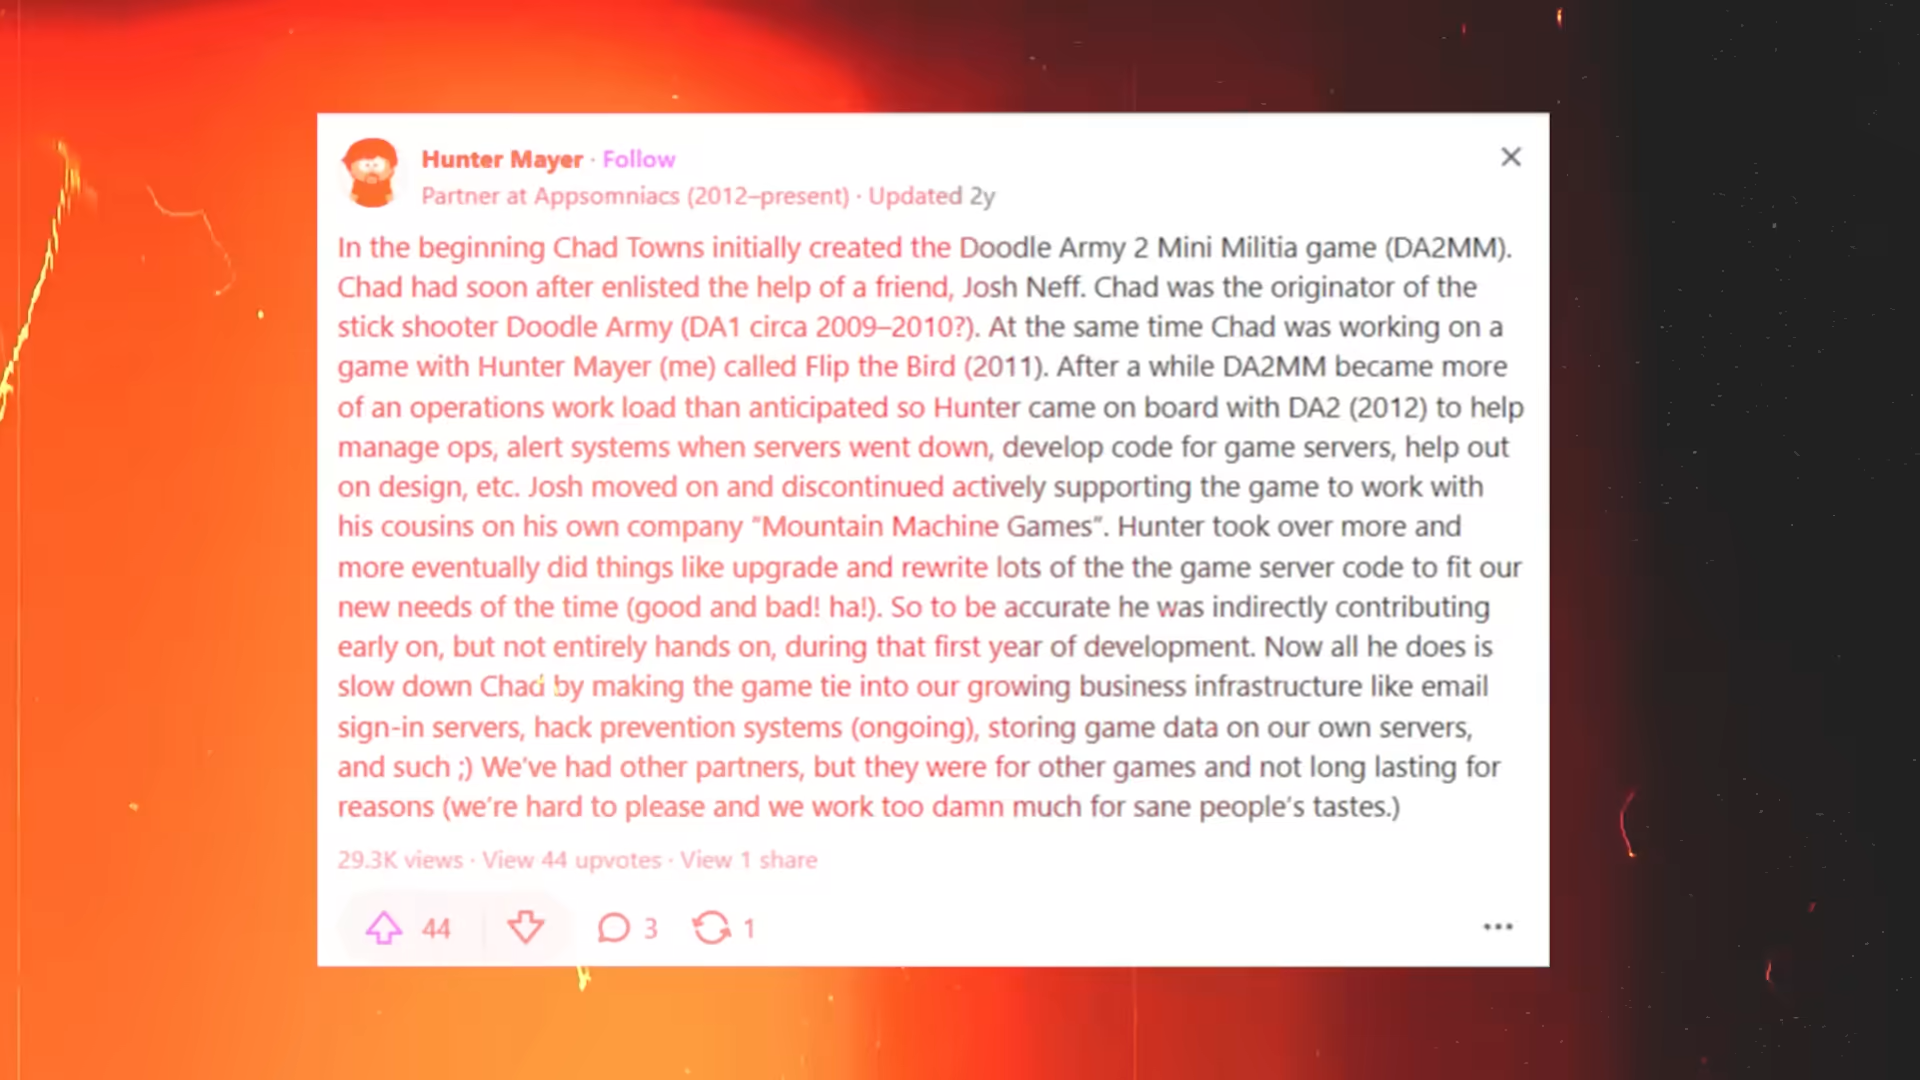 Hunter Mayer · Follow
Partner at Appsomniacs (2012–present) · Updated 2y
In the beginning Chad Towns initially created the Doodle Army 2 Mini Militia game (DA2MM).
Chad had soon after enlisted the help of a friend, Josh Neff. Chad was the originator of the
stick shooter Doodle Army (DA1 circa 2009–2010?). At the same time Chad was working on a
game with Hunter Mayer (me) called Flip the Bird (2011). After a while DA2MM became more
of an operations work load than anticipated so Hunter came on board with DA2 (2012) to help
manage ops, alert systems when servers went down, develop code for game servers, help out
on design, etc. Josh moved on and discontinued actively supporting the game to work with
his cousins on his own company “Mountain Machine Games”. Hunter took over more and
more eventually did things like upgrade and rewrite lots of the the game server code to fit our
new needs of the time (good and bad! ha!). So to be accurate he was indirectly contributing
early on, but not entirely hands on, during that first year of development. Now all he does is
slow down Chad by making the game tie into our growing business infrastructure like email
sign-in servers, hack prevention systems (ongoing), storing game data on our own servers,
and such ;) We’ve had other partners, but they were for other games and not long lasting for
reasons (we’re hard to please and we work too damn much for sane people’s tastes.)
29.3K views · View 44 upvotes · View 1 share
44 3 1